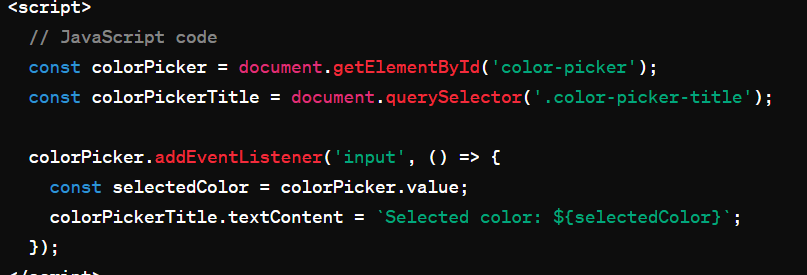 <script>
// JavaScript code
const colorPicker = document.getElementById('color-picker');
const colorPickerTitle = document.querySelector('.color-picker-title');
colorPicker.addEventListener('input', () => {
const selectedColor = colorPicker.value;
colorPickerTitle.textContent = `Selected color: ${selectedColor}`;
});
</script>